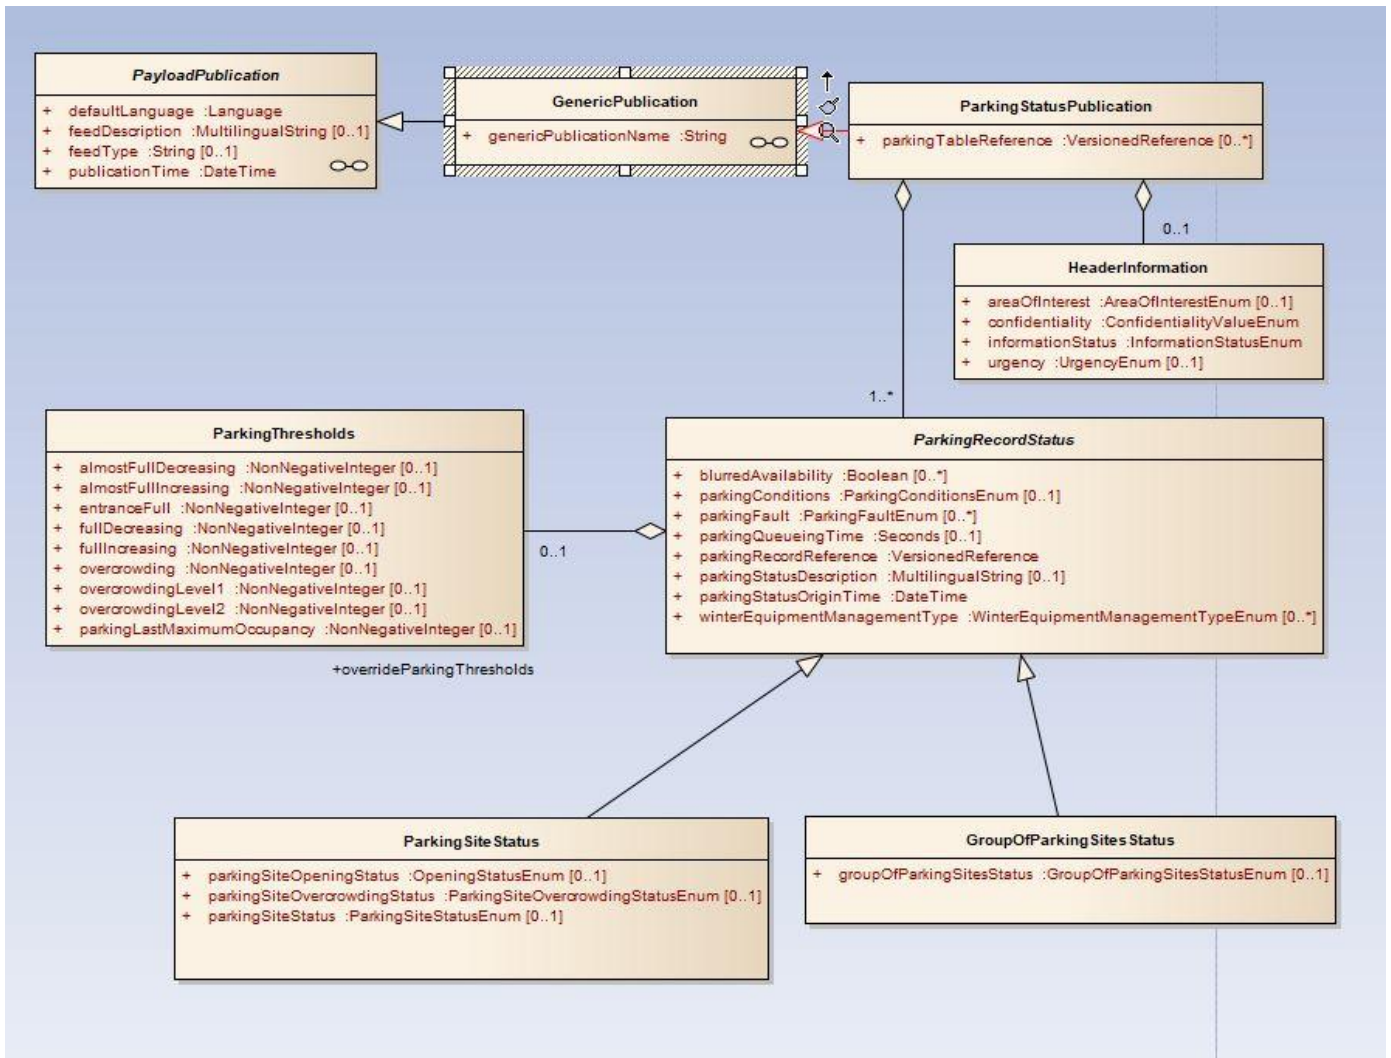 PayloadPublication
+ defaultLanguage :Language
+ feedDescription :MultilingualString [0..1]
+ feedType :String [0..1]
+ publicationTime :DateTime
GenericPublication
+ genericPublicationName :String
ParkingStatusPublication
+ parkingTableReference :VersionedReference [0..*]
0..1
HeaderInformation
+ areaOfInterest :AreaOfInterestEnum [0..1]
+ confidentiality :ConfidentialityValueEnum
+ informationStatus :InformationStatusEnum
+ urgency :UrgencyEnum [0..1]
1..*
ParkingThresholds
+ almostFullDecreasing :NonNegativeInteger [0..1]
+ almostFullIncreasing :NonNegativeInteger [0..1]
+ entranceFull :NonNegativeInteger [0..1]
+ fullDecreasing :NonNegativeInteger [0..1]
+ fullIncreasing :NonNegativeInteger [0..1]
+ overcrowding :NonNegativeInteger [0..1]
+ overcrowdingLevel1 :NonNegativeInteger [0..1]
+ overcrowdingLevel2 :NonNegativeInteger [0..1]
+ parkingLastMaximumOccupancy :NonNegativeInteger [0..1]
0..1
+overrideParkingThresholds
ParkingRecordStatus
+ blurredAvailability :Boolean [0..*]
+ parkingConditions :ParkingConditionsEnum [0..1]
+ parkingFault :ParkingFaultEnum [0..*]
+ parkingQueueingTime :Seconds [0..1]
+ parkingRecordReference :VersionedReference
+ parkingStatusDescription :MultilingualString [0..1]
+ parkingStatusOriginTime :DateTime
+ winterEquipmentManagementType :WinterEquipmentManagementTypeEnum [0..*]
ParkingSiteStatus
+ parkingSiteOpeningStatus :OpeningStatusEnum [0..1]
+ parkingSiteOvercrowdingStatus :ParkingSiteOvercrowdingStatusEnum [0..1]
+ parkingSiteStatus :ParkingSiteStatusEnum [0..1]
GroupOfParkingSitesStatus
+ groupOfParkingSitesStatus :GroupOfParkingSitesStatusEnum [0..1]